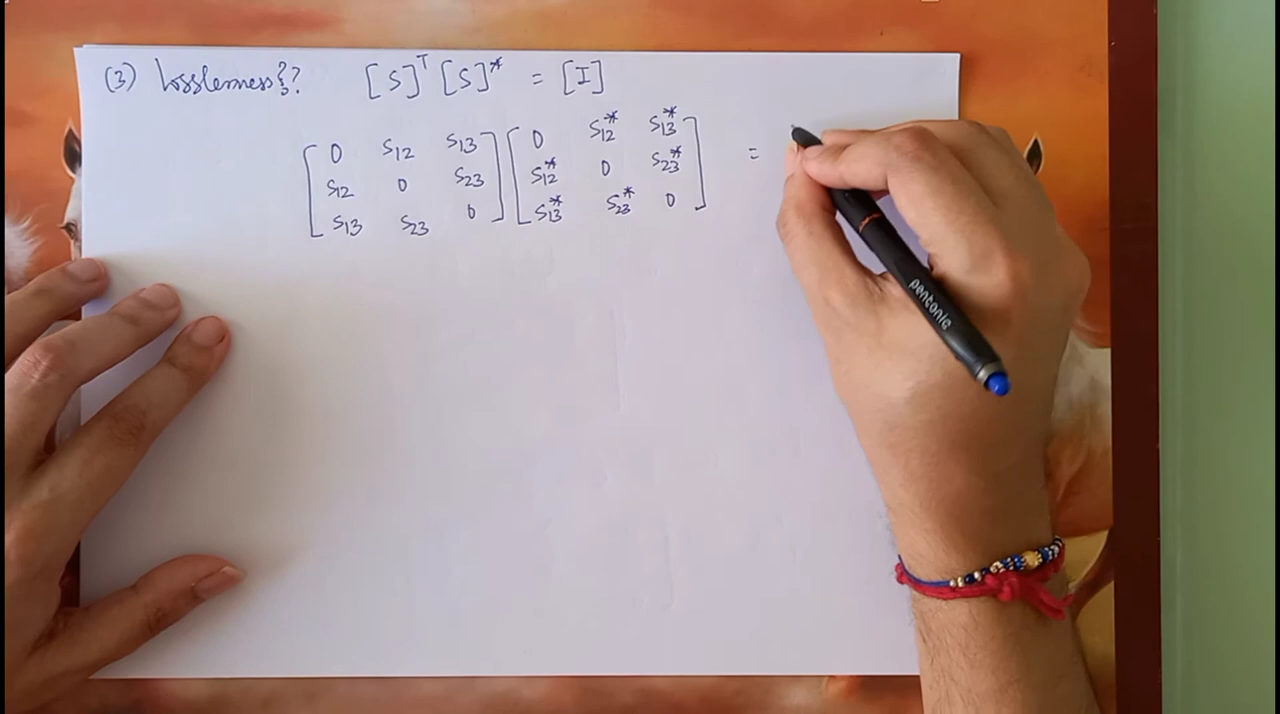 (3) Losslessness?? [S]ᵀ [S]* = [I]
[ 0 S₁₂ S₁₃ ] [ 0 S₁₂* S₁₃* ] =
[ S₁₂ 0 S₂₃ ] [ S₁₂* 0 S₂₃* ]
[ S₁₃ S₂₃ 0 ] [ S₁₃* S₂₃* 0 ]
pentonic